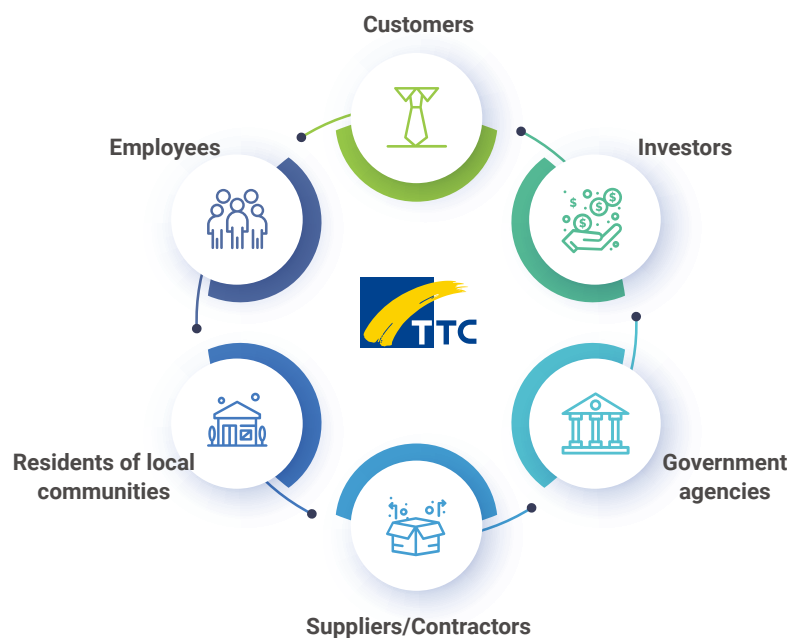 Customers
Employees
Investors
TTC
Residents of local
communities
Government
agencies
Suppliers/Contractors
$
$
$
$